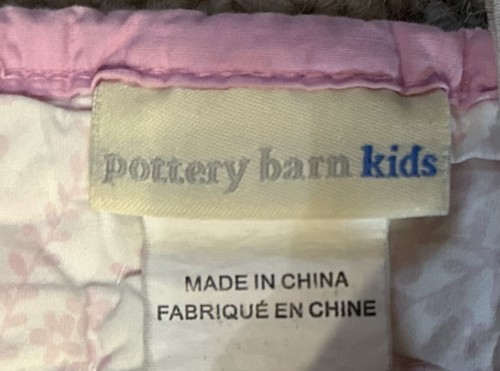 pottery barn kids
MADE IN CHINA
FABRIQUÉ EN CHINE